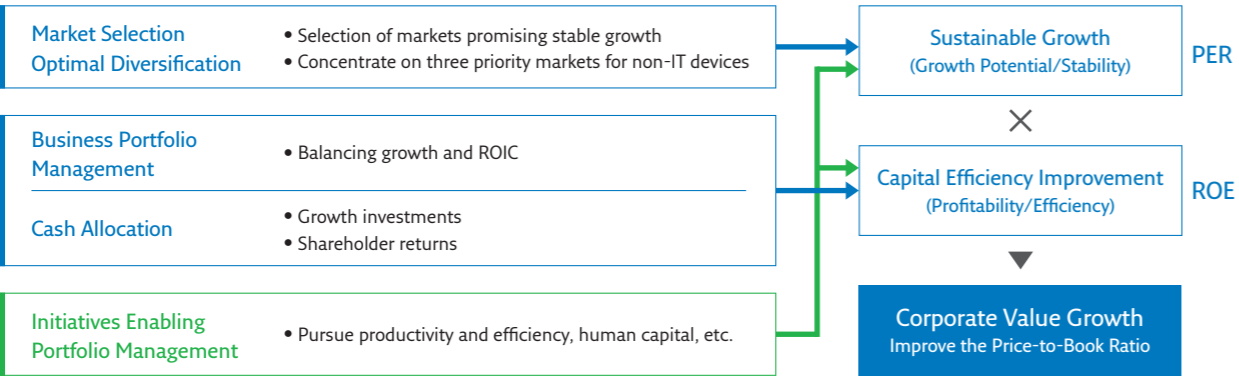 Market Selection
Optimal Diversification
• Selection of markets promising stable growth
• Concentrate on three priority markets for non-IT devices
Business Portfolio
Management
• Balancing growth and ROIC
Cash Allocation
• Growth investments
• Shareholder returns
Initiatives Enabling
Portfolio Management
• Pursue productivity and efficiency, human capital, etc.
Sustainable Growth
(Growth Potential/Stability)
PER
×
Capital Efficiency Improvement
(Profitability/Efficiency)
ROE
Corporate Value Growth
Improve the Price-to-Book Ratio